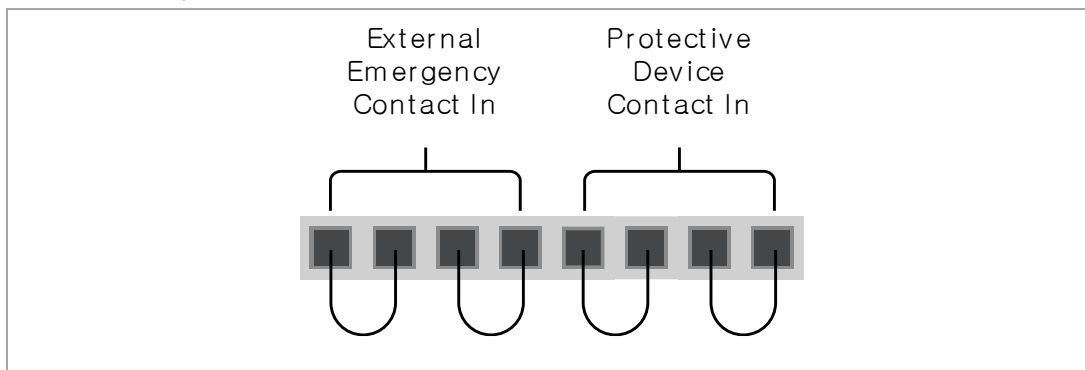 External
Emergency
Contact In
Protective
Device
Contact In